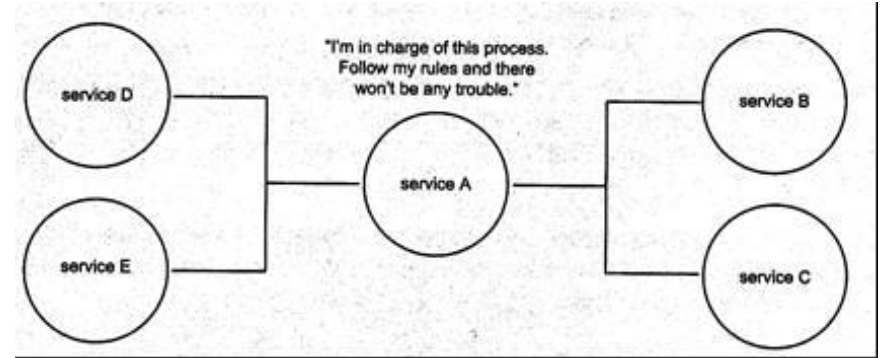 "I'm in charge of this process.
Follow my rules and there
won't be any trouble."
service D
service B
service A
service E
service C